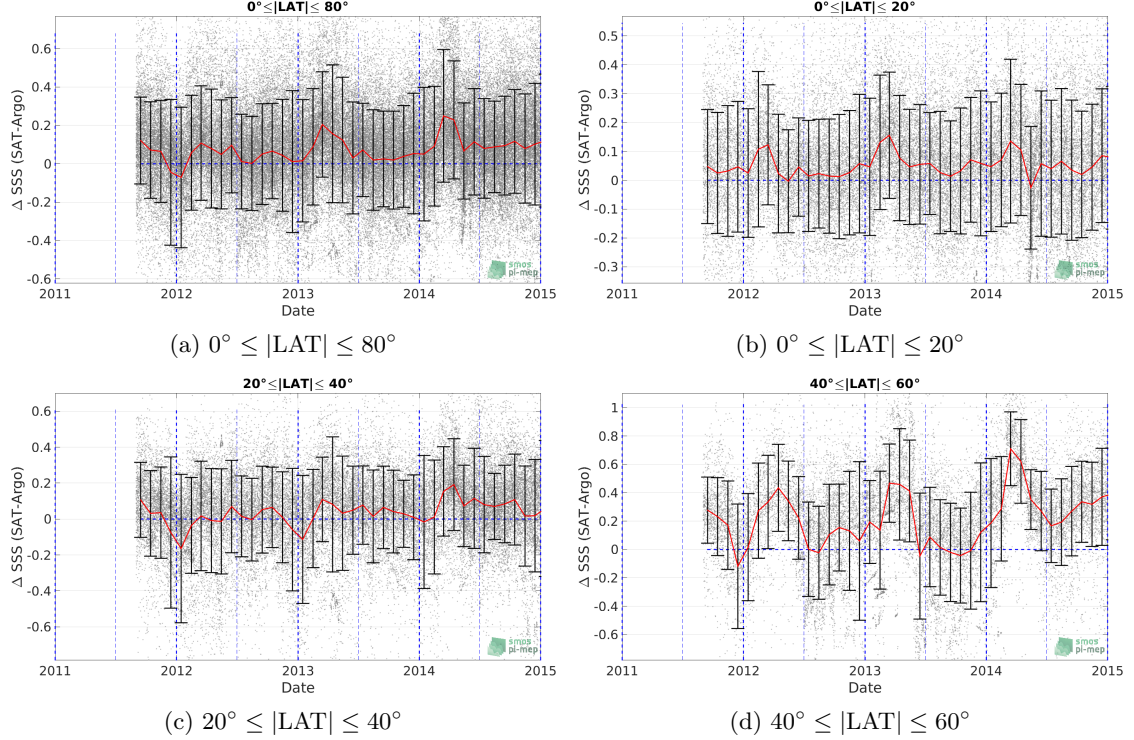 0°≤|LAT|≤ 80°
Δ SSS (SAT-Argo)
0.6
0.4
0.2
0
-0.2
-0.4
-0.6
2011 2012 2013 2014 2015
Date
smos
pi-mep
(a) 0° ≤ |LAT| ≤ 80°
0°≤|LAT|≤ 20°
Δ SSS (SAT-Argo)
0.5
0.4
0.3
0.2
0.1
0
-0.1
-0.2
-0.3
2011 2012 2013 2014 2015
Date
smos
pi-mep
(b) 0° ≤ |LAT| ≤ 20°
20°≤|LAT|≤ 40°
Δ SSS (SAT-Argo)
0.6
0.4
0.2
0
-0.2
-0.4
-0.6
2011 2012 2013 2014 2015
Date
smos
pi-mep
(c) 20° ≤ |LAT| ≤ 40°
40°≤|LAT|≤ 60°
Δ SSS (SAT-Argo)
1
0.8
0.6
0.4
0.2
0
-0.2
-0.4
-0.6
2011 2012 2013 2014 2015
Date
smos
pi-mep
(d) 40° ≤ |LAT| ≤ 60°